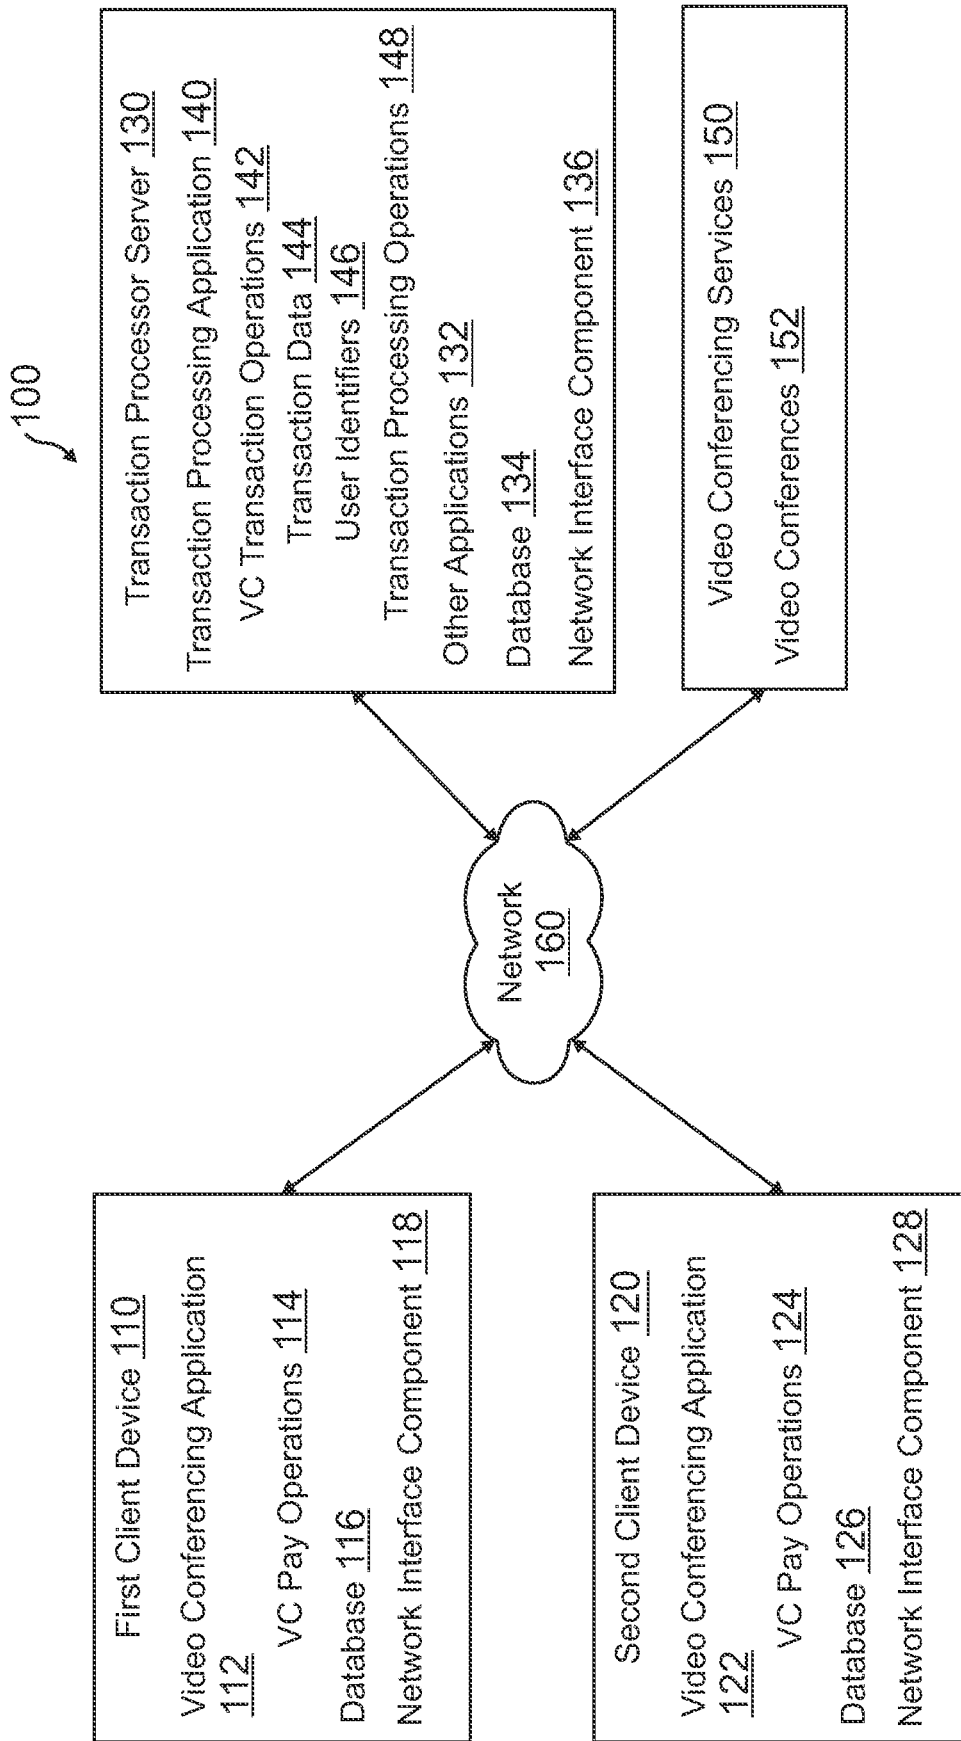 100
First Client Device 110
Video Conferencing Application
112
VC Pay Operations 114
Database 116
Network Interface Component 118
Second Client Device 120
Video Conferencing Application
122
VC Pay Operations 124
Database 126
Network Interface Component 128
Network
160
Transaction Processor Server 130
Transaction Processing Application 140
VC Transaction Operations 142
Transaction Data 144
User Identifiers 146
Transaction Processing Operations 148
Other Applications 132
Database 134
Network Interface Component 136
Video Conferencing Services 150
Video Conferences 152